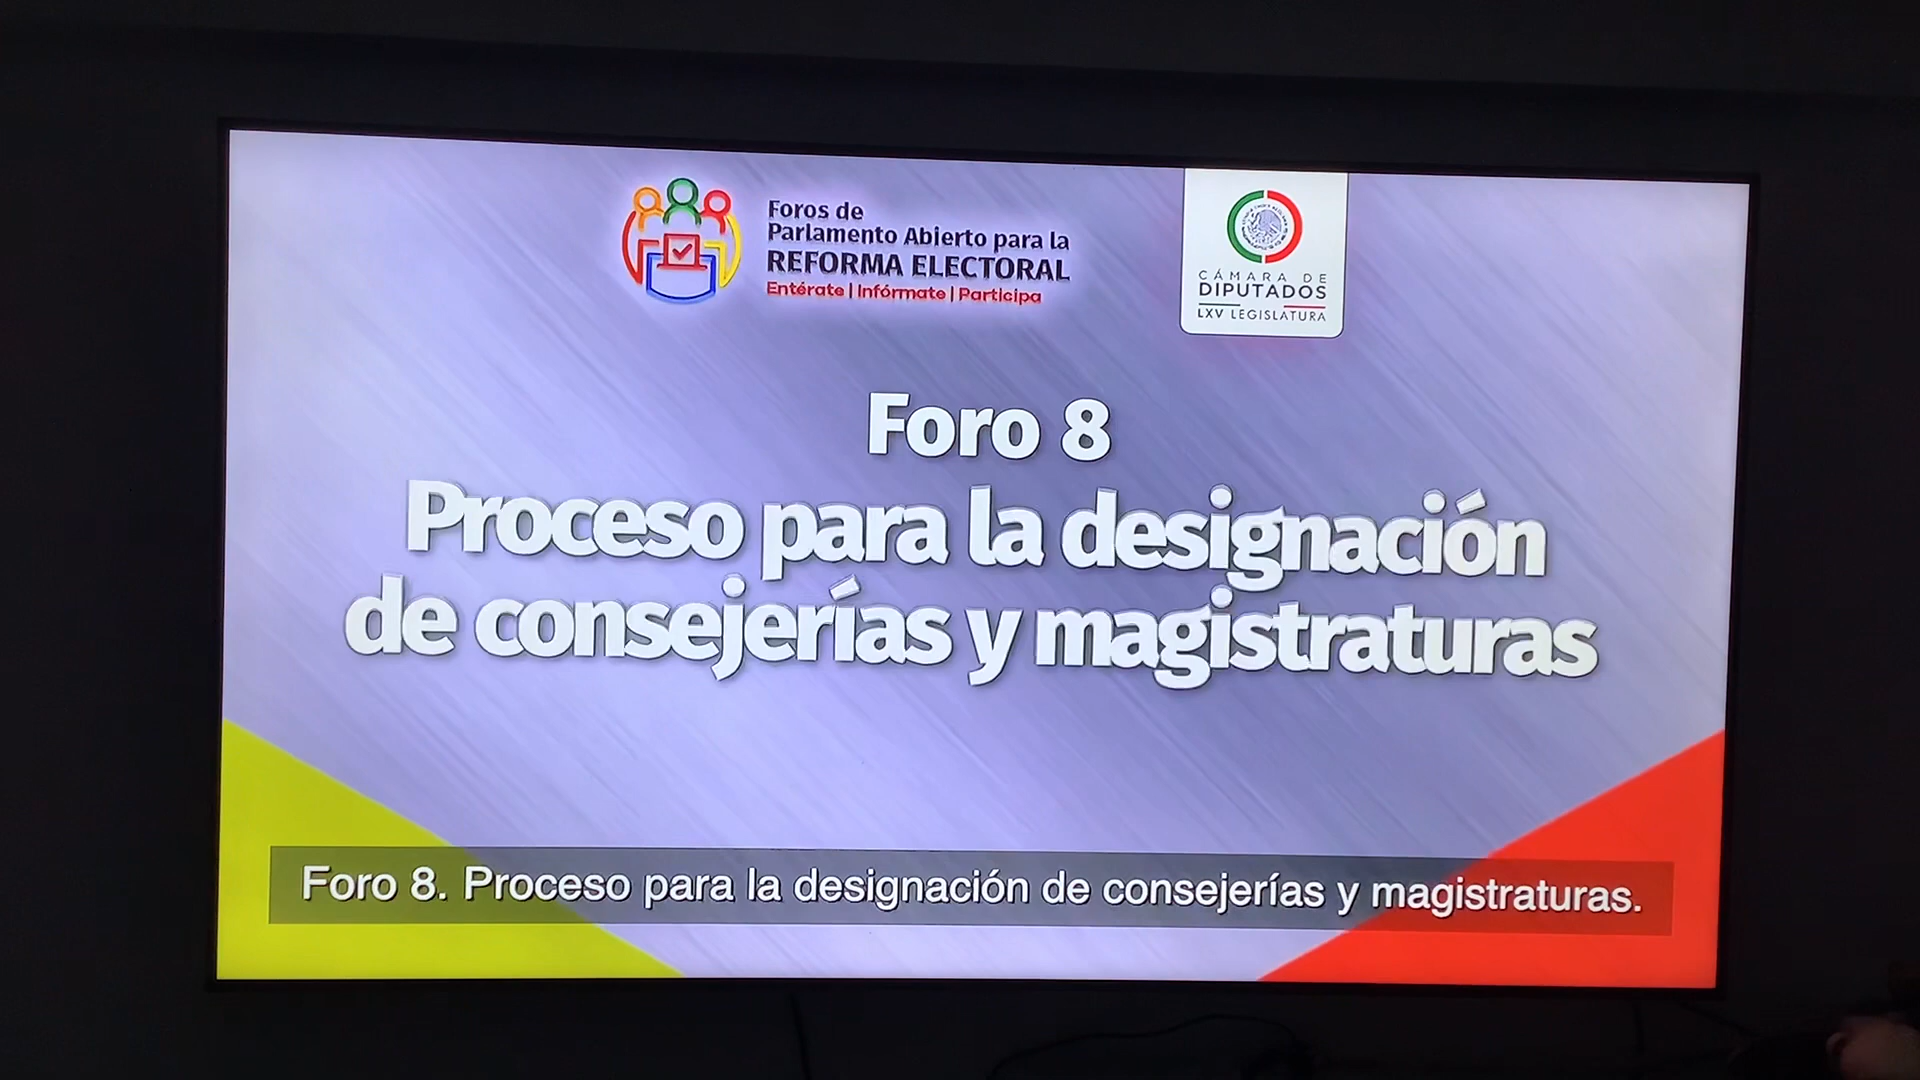 Foros de
Parlamento Abierto para la
REFORMA ELECTORAL
Entérate | Infórmate | Participa
CÁMARA DE
DIPUTADOS
LXV LEGISLATURA
Foro 8
Proceso para la designación
de consejerías y magistraturas
Foro 8. Proceso para la designación de consejerías y magistraturas.